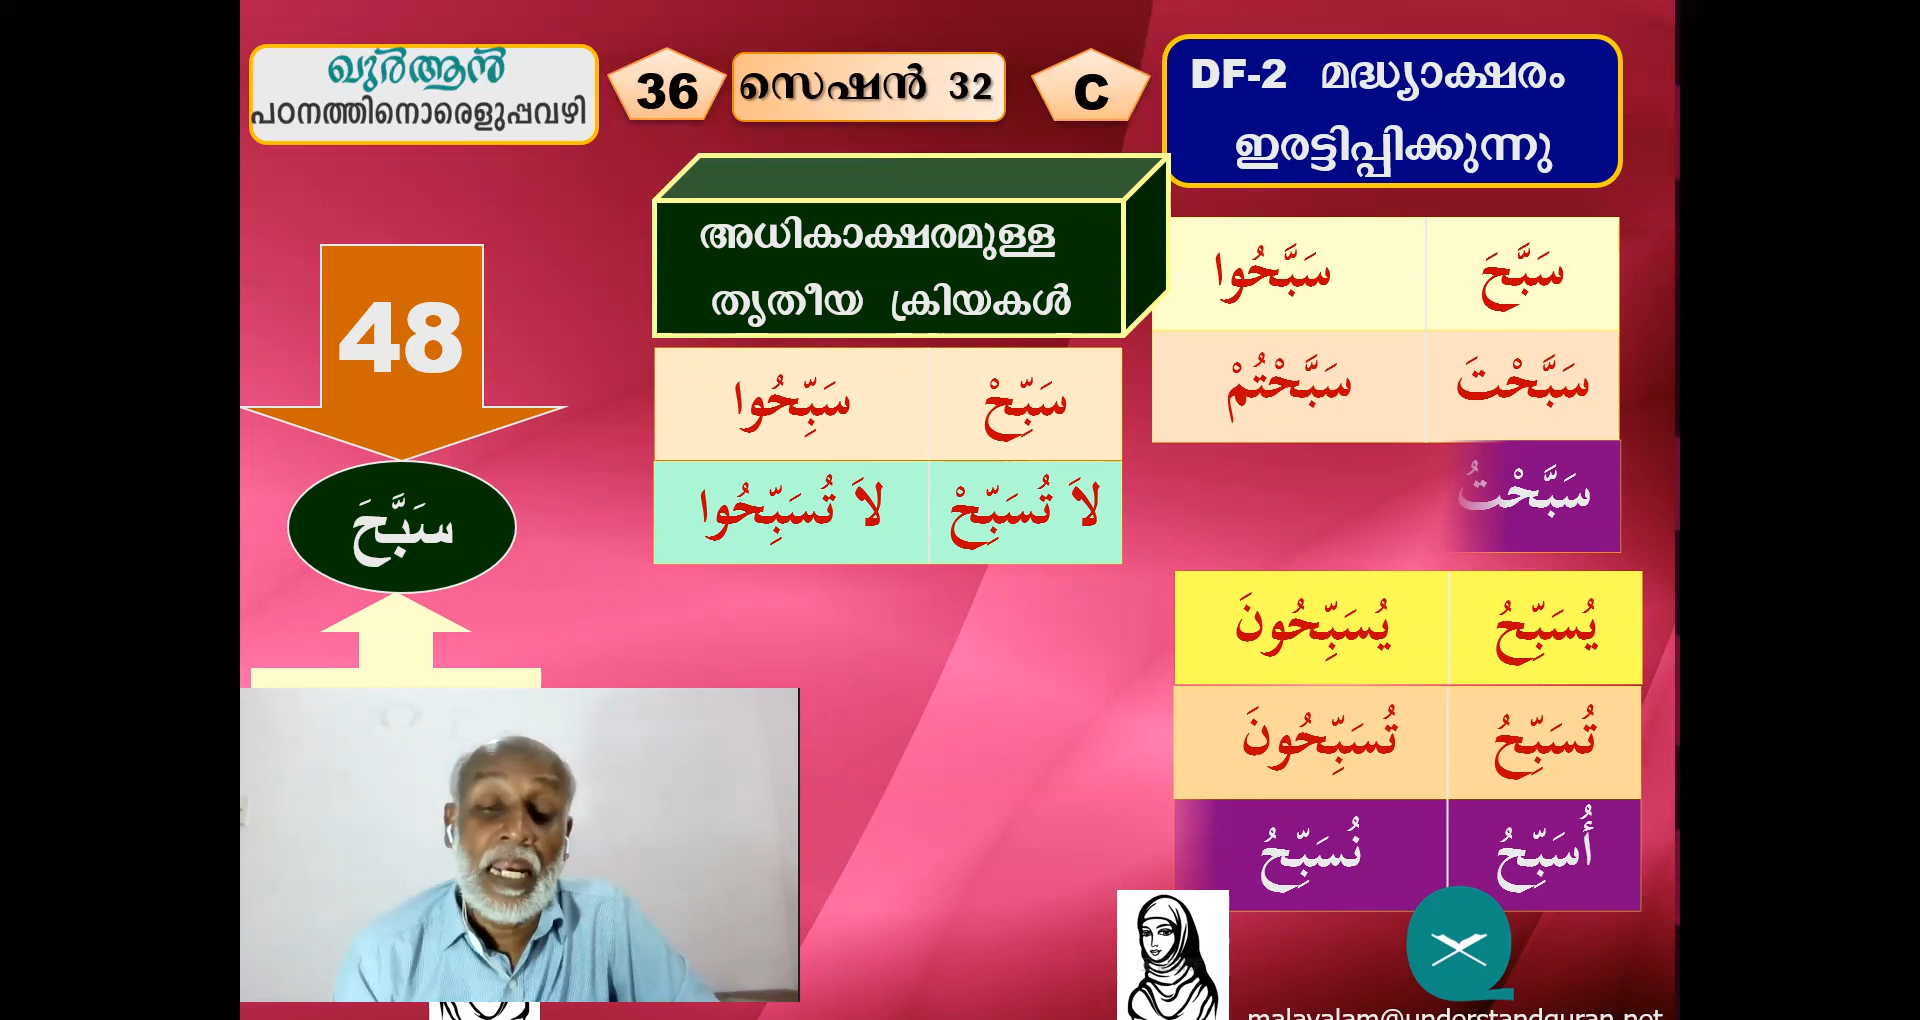 ഖുർആൻ
പഠനത്തിനൊരെളുപ്പവഴി
36
സെഷൻ 32
C
DF-2 മദ്ധ്യാക്ഷരം
ഇരട്ടിപ്പിക്കുന്നു
അധികാക്ഷരമുള്ള
തൃതീയ ക്രിയകൾ
48
سَبَّحَ
سَبَّحَ سَبَّحُوا
سَبَّحْتَ سَبَّحْتُمْ
سَبَّحْتُ
سَبِّحْ سَبِّحُوا
لاَ تُسَبِّحْ لاَ تُسَبِّحُوا
يُسَبِّحُ يُسَبِّحُونَ
تُسَبِّحُ تُسَبِّحُونَ
أُسَبِّحُ نُسَبِّحُ
malayalam@understandquran.net